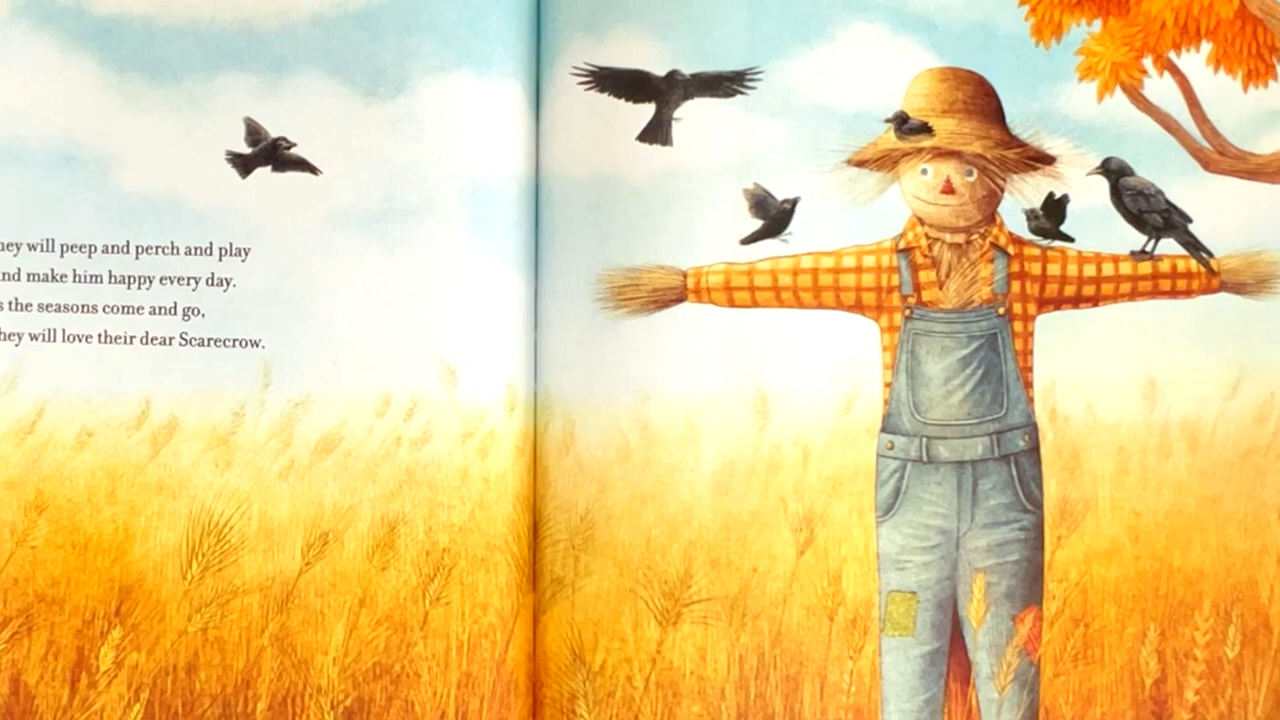 hey will peep and perch and play
nd make him happy every day.
s the seasons come and go,
hey will love their dear Scarecrow.